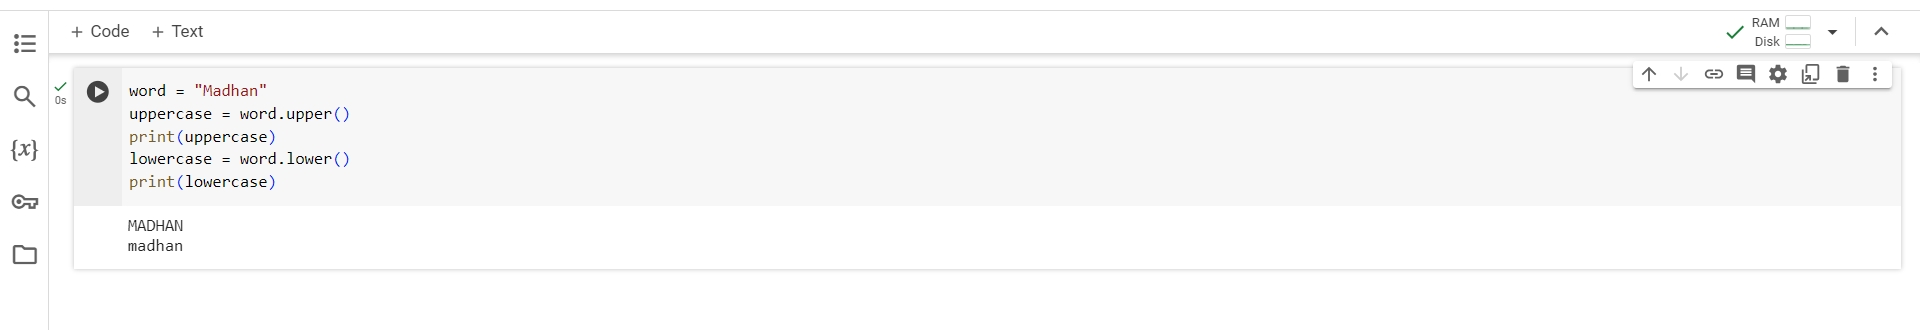 + Code + Text
RAM
Disk
{x}
0s
word = "Madhan"
uppercase = word.upper()
print(uppercase)
lowercase = word.lower()
print(lowercase)
MADHAN
madhan